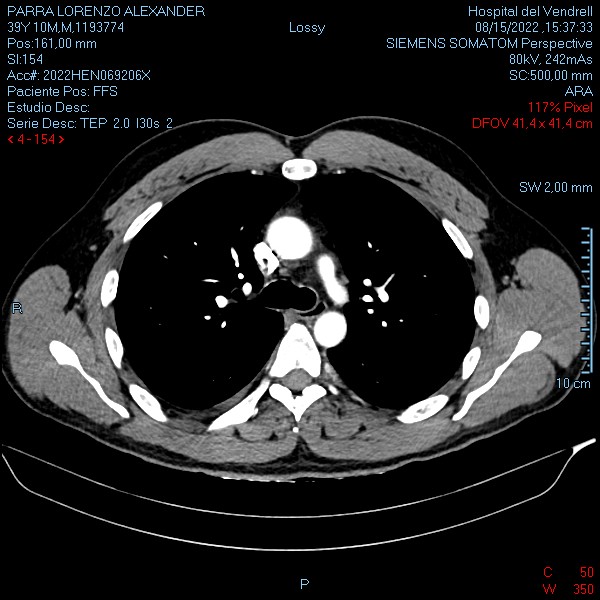 PARRA LORENZO ALEXANDER
39Y 10M,M,1193774
Pos:161,00 mm
SI:154
Acc#: 2022HEN069206X
Paciente Pos: FFS
Estudio Desc:
Serie Desc: TEP 2.0 I30s 2
< 4 - 154 >
Lossy
Hospital del Vendrell
08/15/2022 ,15:37:33
SIEMENS SOMATOM Perspective
80kV, 242mAs
SC:500,00 mm
ARA
117% Pixel
DFOV 41,4 x 41,4 cm
SW 2,00 mm
R
10 cm
P
C 50
W 350